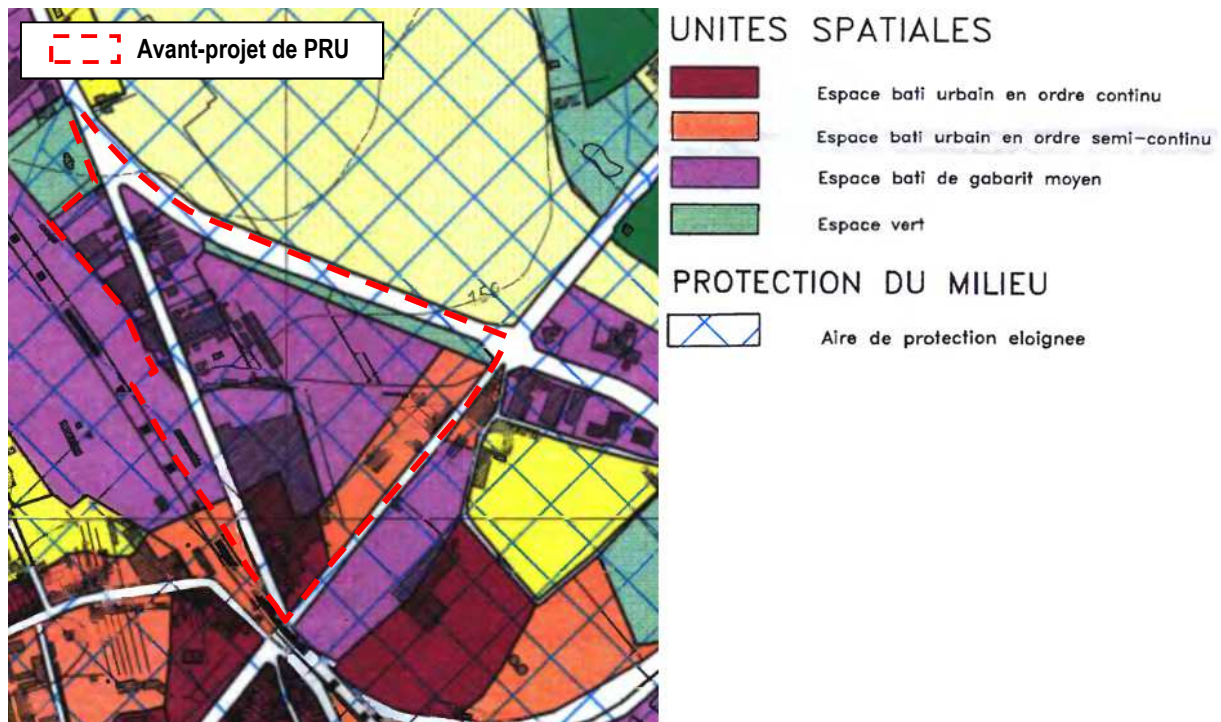 Avant-projet de PRU
UNITES SPATIALES
Espace bati urbain en ordre continu
Espace bati urbain en ordre semi-continu
Espace bati de gabarit moyen
Espace vert
PROTECTION DU MILIEU
Aire de protection eloignee
150